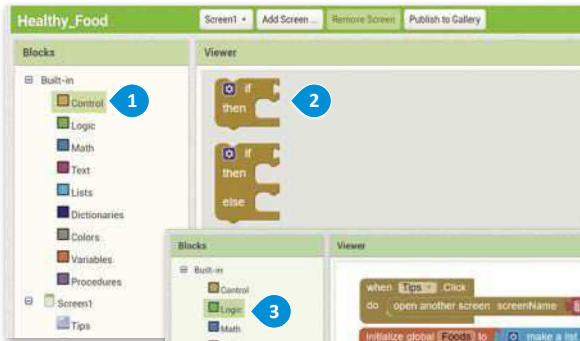 Healthy_Food
Screen1
Add Screen ...
Remove Screen
Publish to Gallery
Blocks
Viewer
Built-in
Control
1
Logic
Math
Text
Lists
Dictionaries
Colors
Variables
Procedures
Screen1
Tips
if
then
2
if
then
else
Blocks
Viewer
Built-in
Control
Logic
3
Math
when Tips .Click
do open another screen screenName
initialize global Foods to make a list